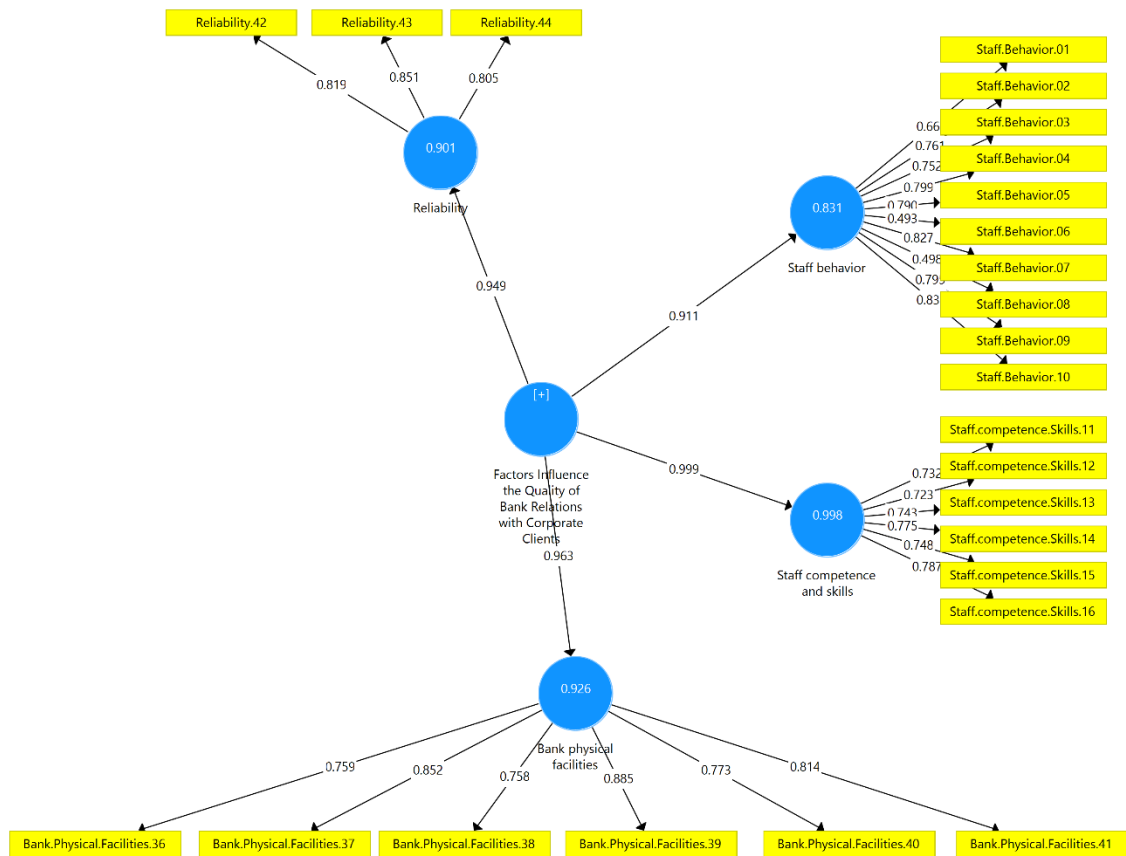 Reliability.42
Reliability.43
Reliability.44
0.819
0.851
0.805
0.901
Reliability
0.949
Staff.Behavior.01
Staff.Behavior.02
Staff.Behavior.03
Staff.Behavior.04
Staff.Behavior.05
Staff.Behavior.06
Staff.Behavior.07
Staff.Behavior.08
Staff.Behavior.09
Staff.Behavior.10
0.761
0.752
0.799
0.790
0.493
0.827
0.498
0.831
Staff behavior
0.911
[+]
Factors Influence
the Quality of
Bank Relations
with Corporate
Clients
0.999
0.963
Staff.competence.Skills.11
Staff.competence.Skills.12
Staff.competence.Skills.13
Staff.competence.Skills.14
Staff.competence.Skills.15
Staff.competence.Skills.16
0.732
0.723
0.743
0.775
0.748
0.787
0.998
Staff competence
and skills
0.926
Bank physical
facilities
0.759
0.852
0.758
0.885
0.773
0.814
Bank.Physical.Facilities.36
Bank.Physical.Facilities.37
Bank.Physical.Facilities.38
Bank.Physical.Facilities.39
Bank.Physical.Facilities.40
Bank.Physical.Facilities.41